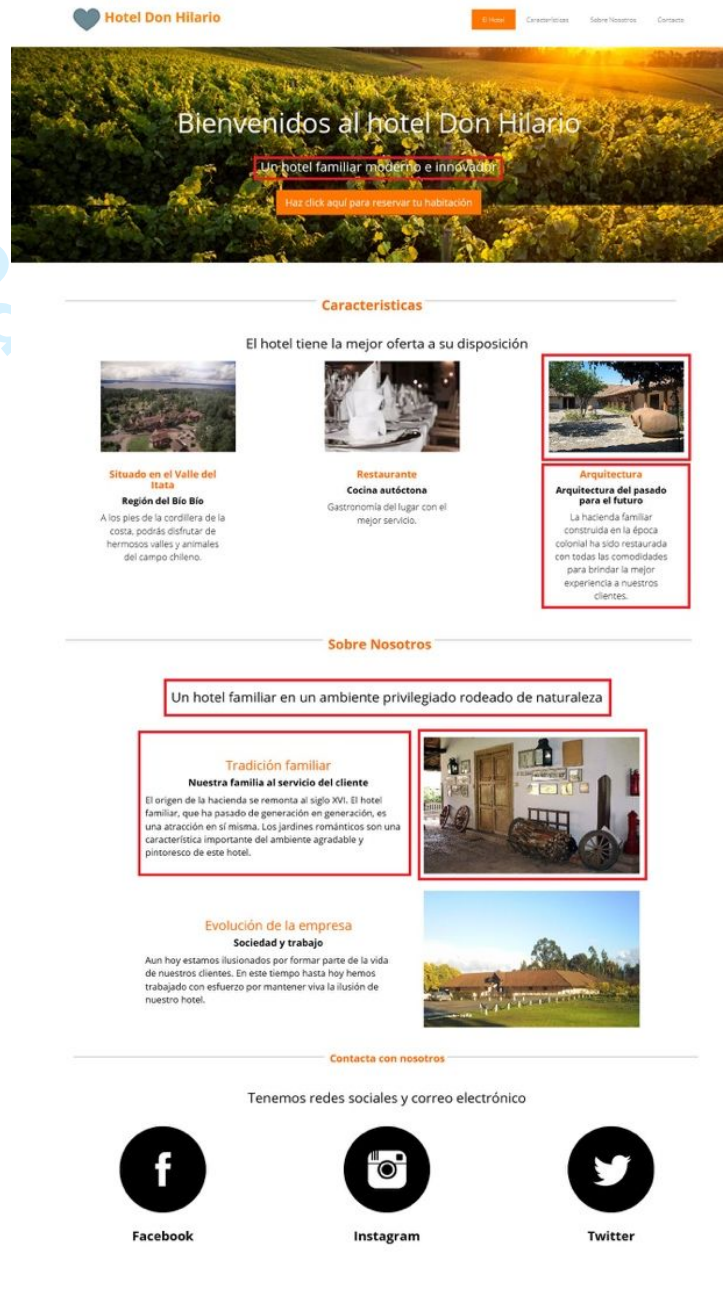 Hotel Don Hilario
El Hotel Características Sobre Nosotros Contacto
Bienvenidos al hotel Don Hilario
Un hotel familiar moderno e innovador
Haz click aquí para reservar tu habitación
Caracteristicas
El hotel tiene la mejor oferta a su disposición
Situado en el Valle del
Itata
Región del Bío Bío
A los pies de la cordillera de la
costa, podrás disfrutar de
hermosos valles y animales
del campo chileno.
Restaurante
Cocina autóctona
Gastronomía del lugar con el
mejor servicio.
Arquitectura
Arquitectura del pasado
para el futuro
La hacienda familiar
construida en la época
colonial ha sido restaurada
con todas las comodidades
para brindar la mejor
experiencia a nuestros
clientes.
Sobre Nosotros
Un hotel familiar en un ambiente privilegiado rodeado de naturaleza
Tradición familiar
Nuestra familia al servicio del cliente
El origen de la hacienda se remonta al siglo XVI. El hotel
familiar, que ha pasado de generación en generación, es
una atracción en sí misma. Los jardines románticos son una
característica importante del ambiente agradable y
pintoresco de este hotel.
Evolución de la empresa
Sociedad y trabajo
Aun hoy estamos ilusionados por formar parte de la vida
de nuestros clientes. En este tiempo hasta hoy hemos
trabajado con esfuerzo por mantener viva la ilusión de
nuestro hotel.
Contacta con nosotros
Tenemos redes sociales y correo electrónico
Facebook
Instagram
Twitter